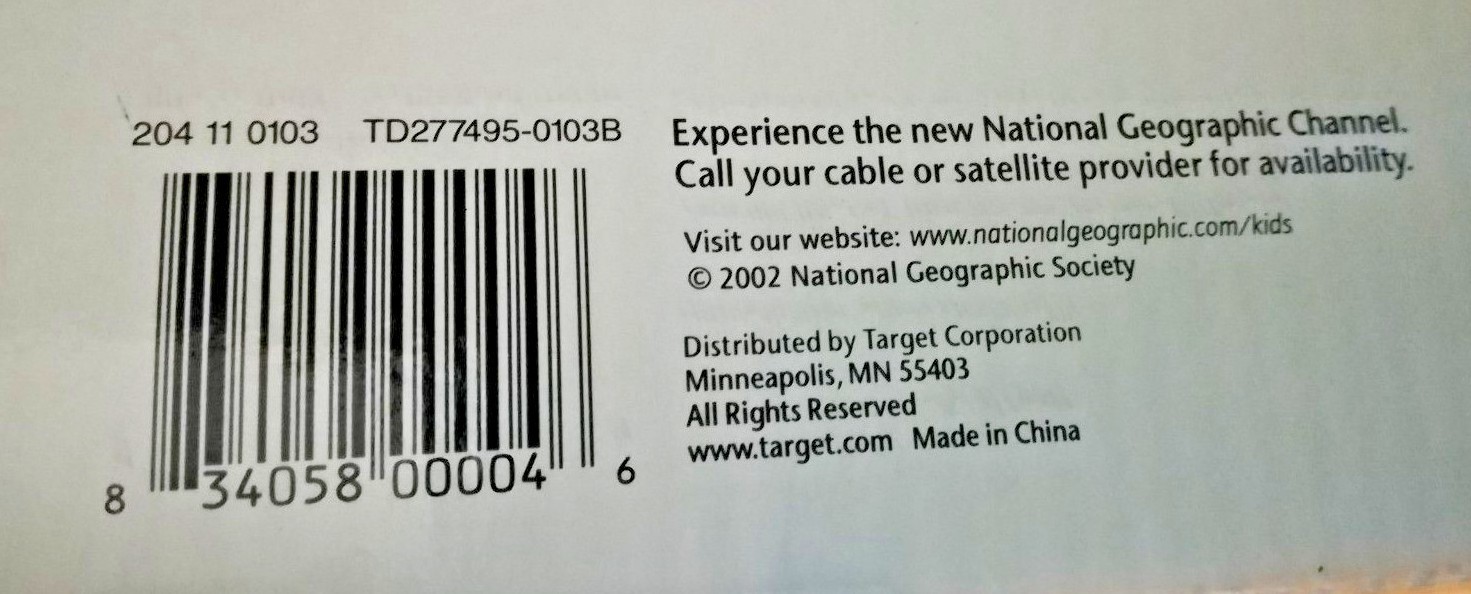 204 11 0103 TD277495-0103B
8 34058 00004 6
Experience the new National Geographic Channel.
Call your cable or satellite provider for availability.
Visit our website: www.nationalgeographic.com/kids
© 2002 National Geographic Society
Distributed by Target Corporation
Minneapolis, MN 55403
All Rights Reserved
www.target.com Made in China